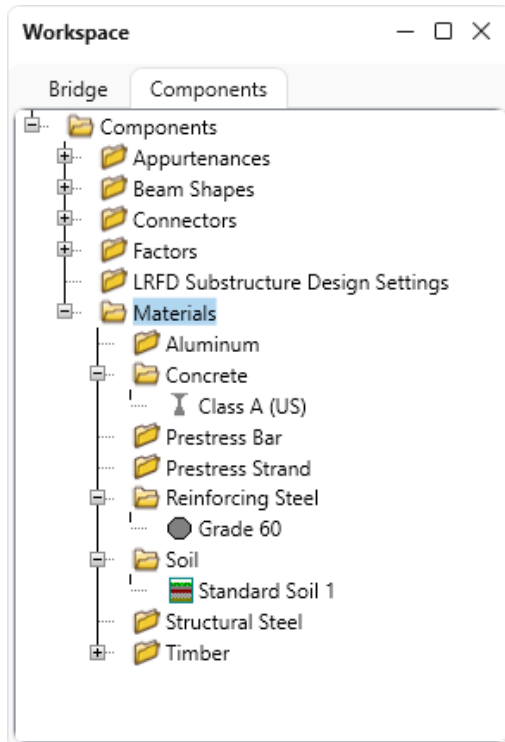 Workspace
Bridge Components
Components
Appurtenances
Beam Shapes
Connectors
Factors
LRFD Substructure Design Settings
Materials
Aluminum
Concrete
Class A (US)
Prestress Bar
Prestress Strand
Reinforcing Steel
Grade 60
Soil
Standard Soil 1
Structural Steel
Timber